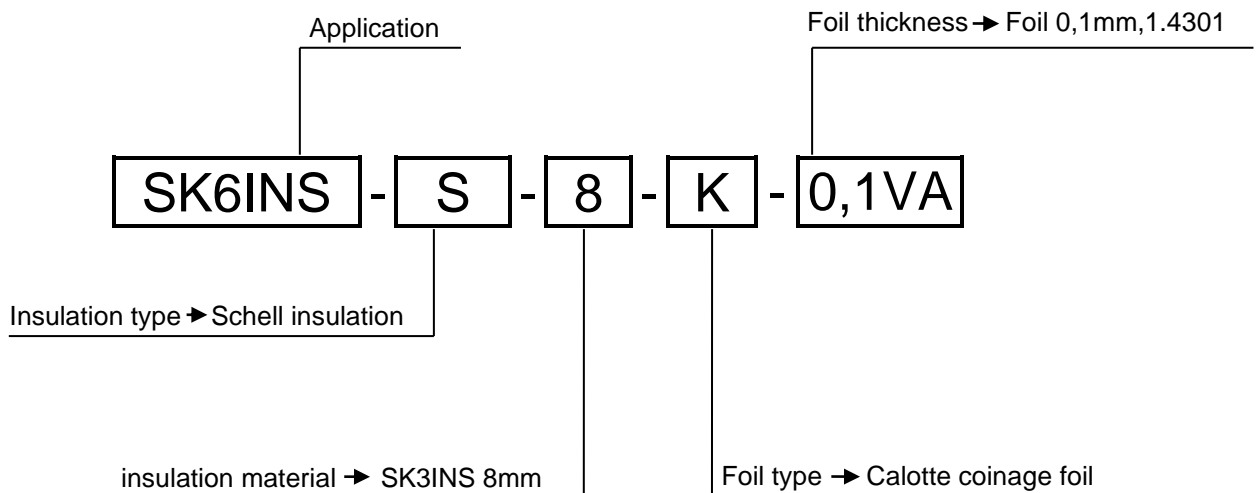 Application
Foil thickness → Foil 0,1mm,1.4301
SK6INS - S - 8 - K - 0,1VA
Insulation type → Schell insulation
insulation material → SK3INS 8mm
Foil type → Calotte coinage foil